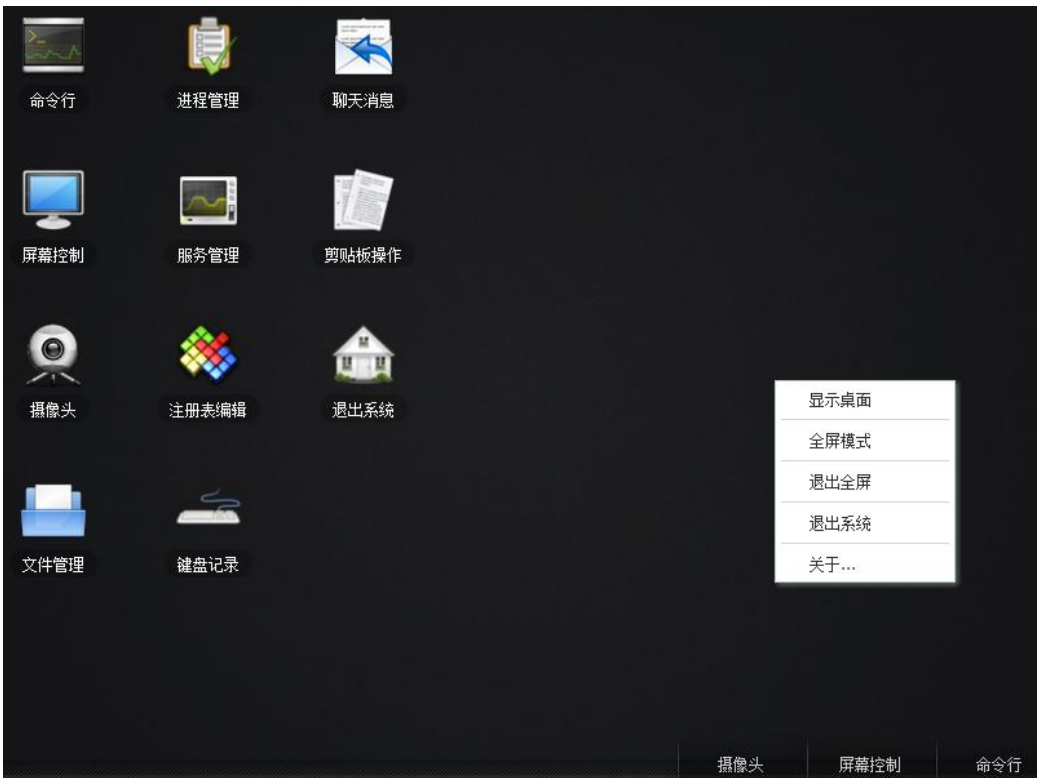 命令行
进程管理
聊天消息
屏幕控制
服务管理
剪贴板操作
摄像头
注册表编辑
退出系统
文件管理
键盘记录
显示桌面
全屏模式
退出全屏
退出系统
关于...
摄像头
屏幕控制
命令行